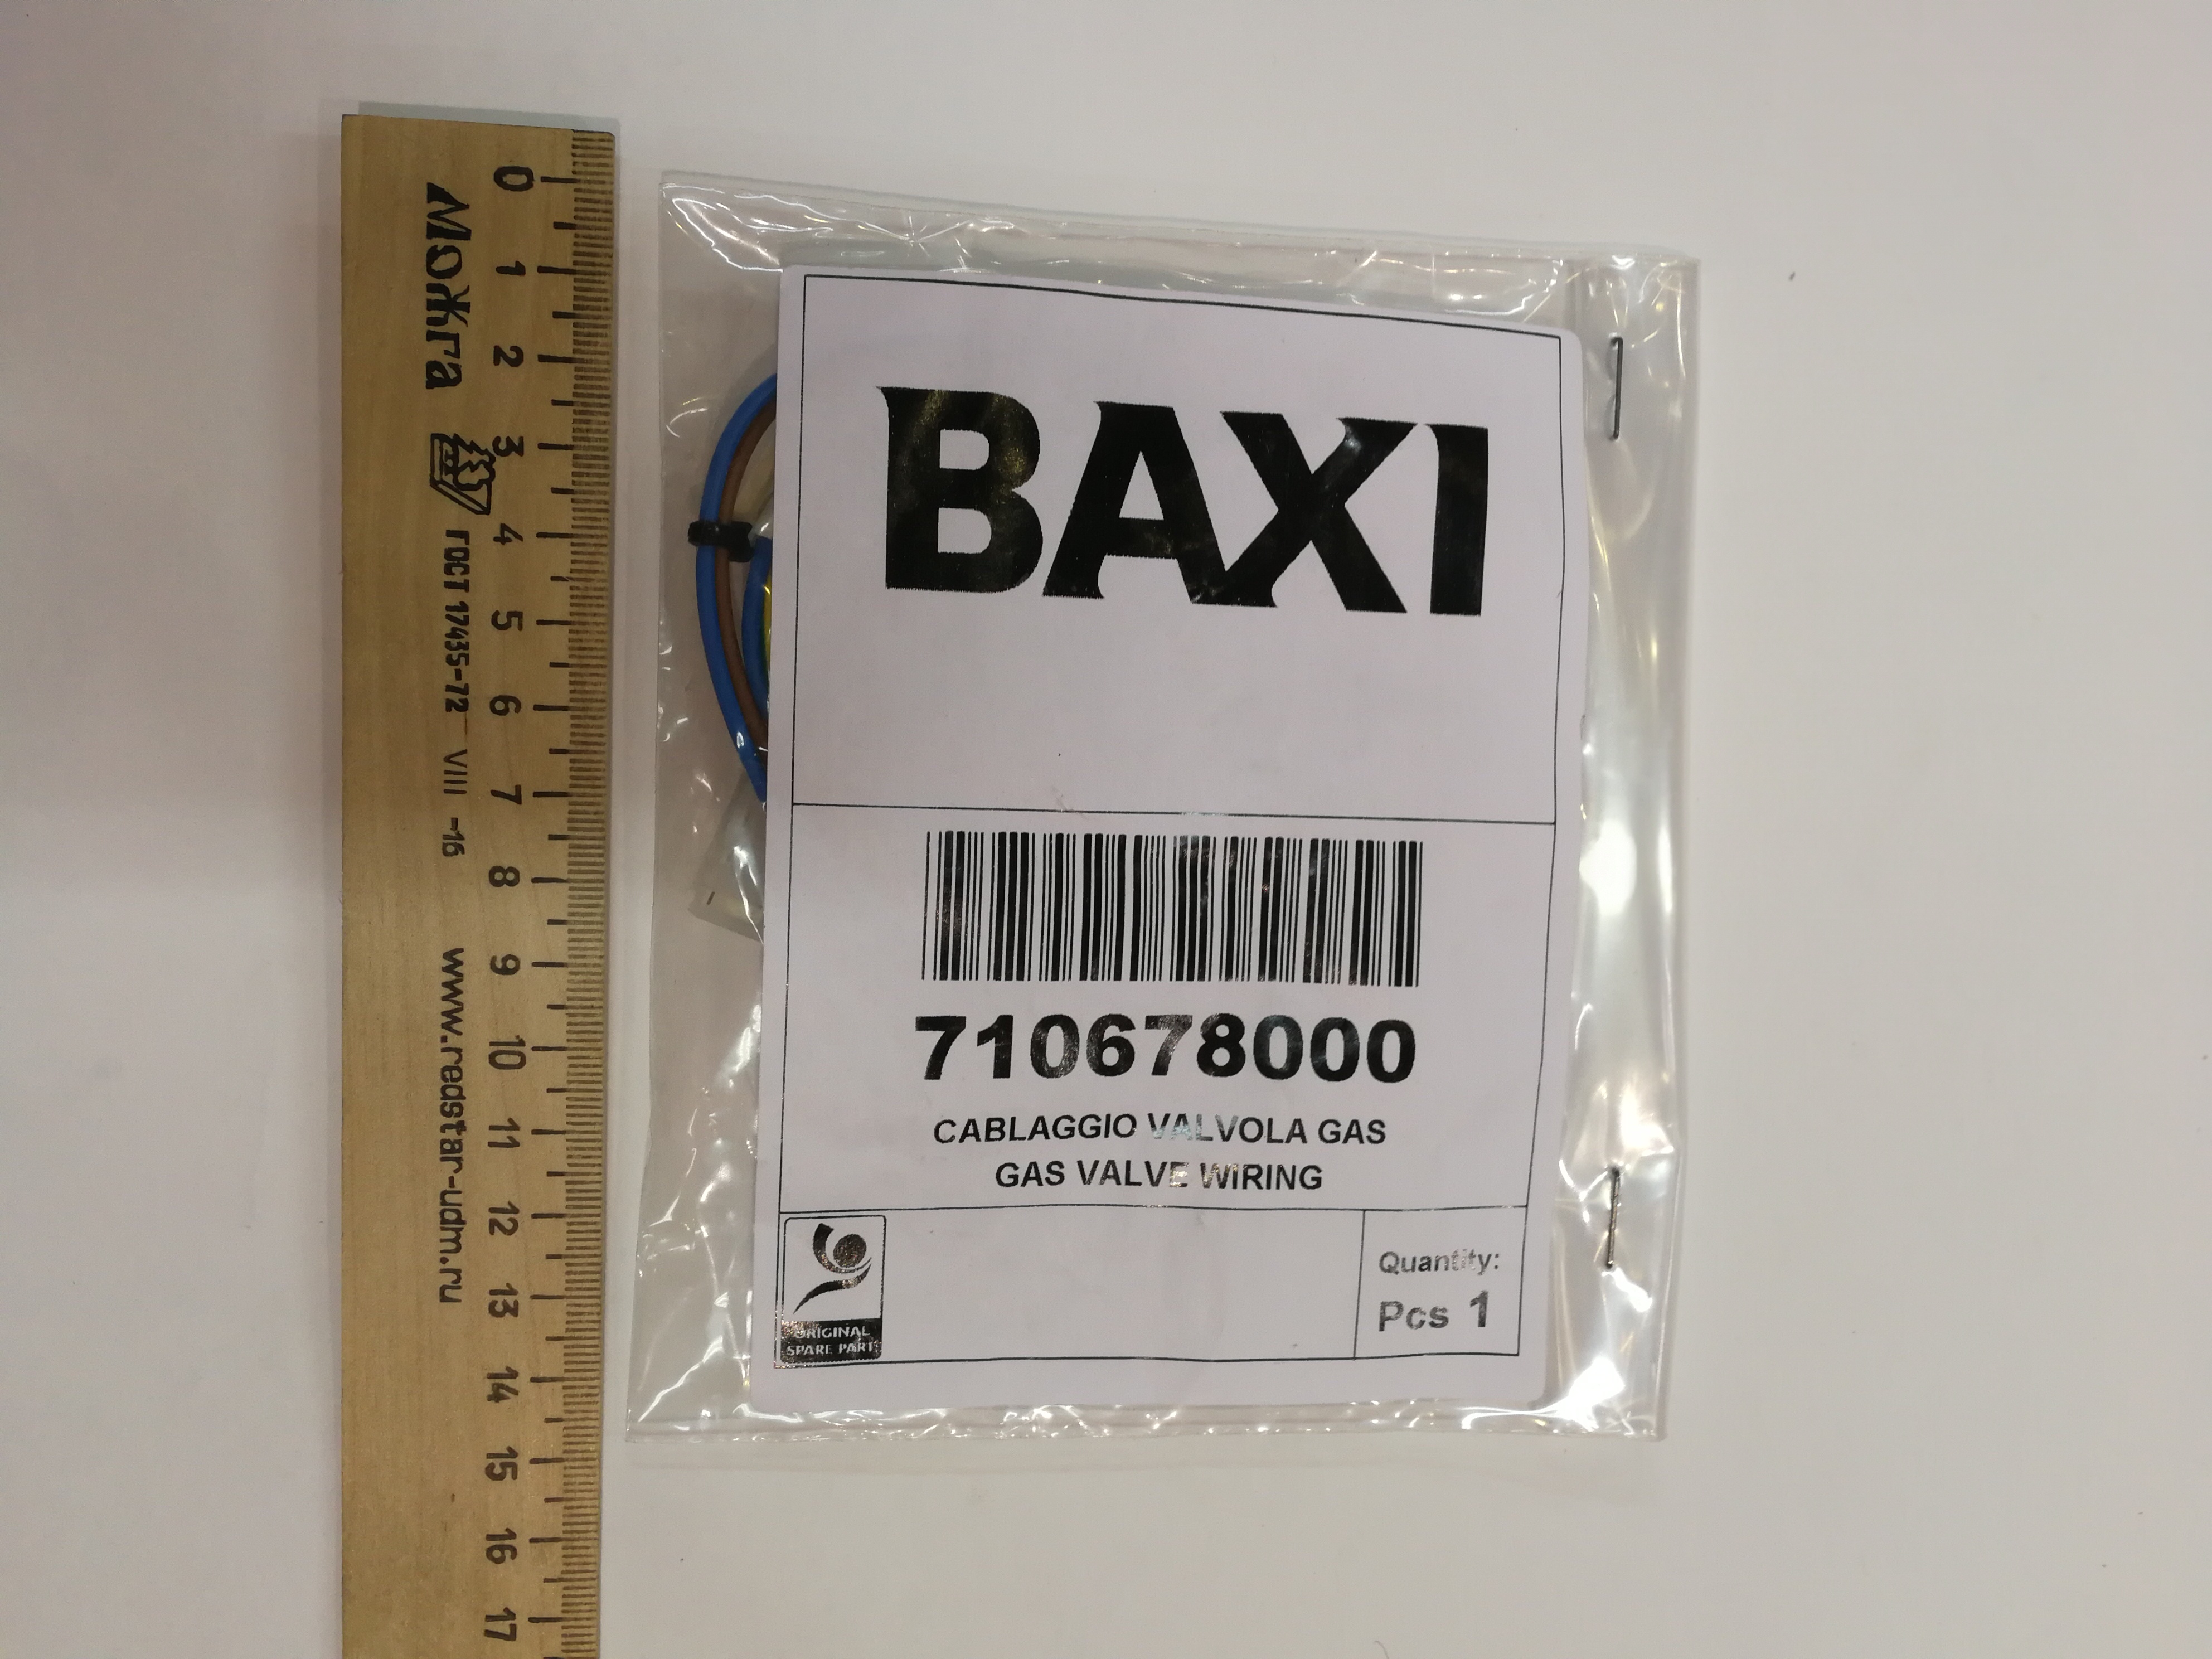 BAXI
710678000
CABLAGGIO VALVOLA GAS
GAS VALVE WIRING
ORIGINAL
SPARE PART
Quantity:
Pcs 1
0 1 2 3 4 5 6 7 8 9 10 11 12 13 14 15 16 17
Можга ГОСТ 17435-72 VIII -16 www.redstar-udm.ru